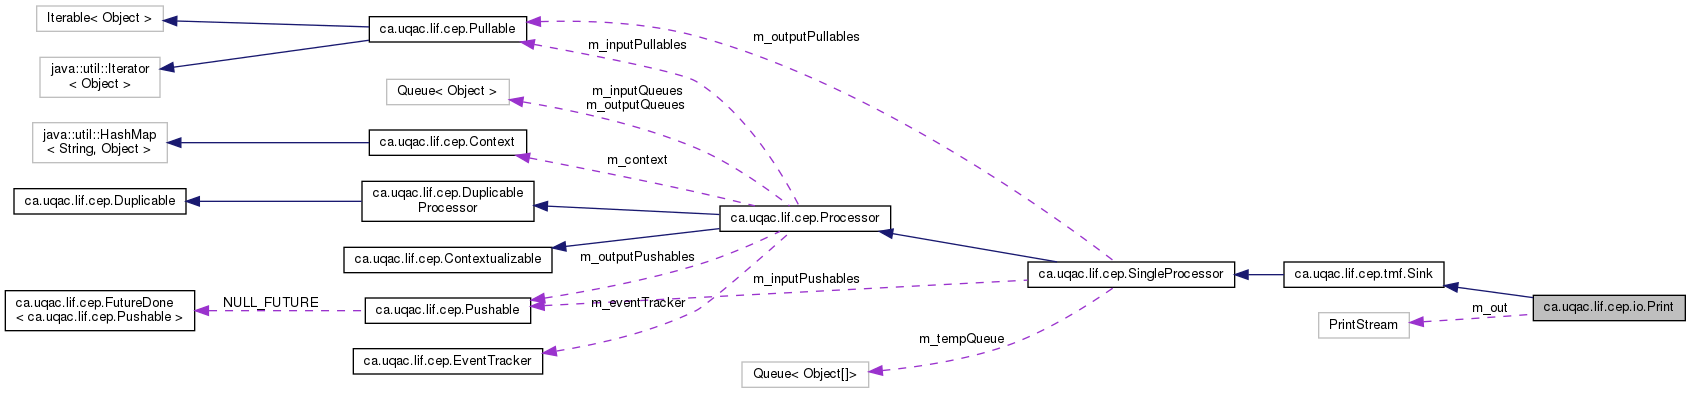 Iterable< Object >
ca.uqac.lif.cep.Pullable
m_outputPullables
m_inputPullables
java::util::Iterator
< Object >
Queue< Object >
m_inputQueues
m_outputQueues
java::util::HashMap
< String, Object >
ca.uqac.lif.cep.Context
m_context
ca.uqac.lif.cep.Duplicable
ca.uqac.lif.cep.Duplicable
Processor
ca.uqac.lif.cep.Processor
ca.uqac.lif.cep.Contextualizable
m_outputPushables
m_inputPushables
ca.uqac.lif.cep.SingleProcessor
ca.uqac.lif.cep.tmf.Sink
ca.uqac.lif.cep.FutureDone
< ca.uqac.lif.cep.Pushable >
NULL_FUTURE
ca.uqac.lif.cep.Pushable
m_eventTracker
m_out
ca.uqac.lif.cep.io.Print
PrintStream
m_tempQueue
ca.uqac.lif.cep.EventTracker
Queue< Object[]>